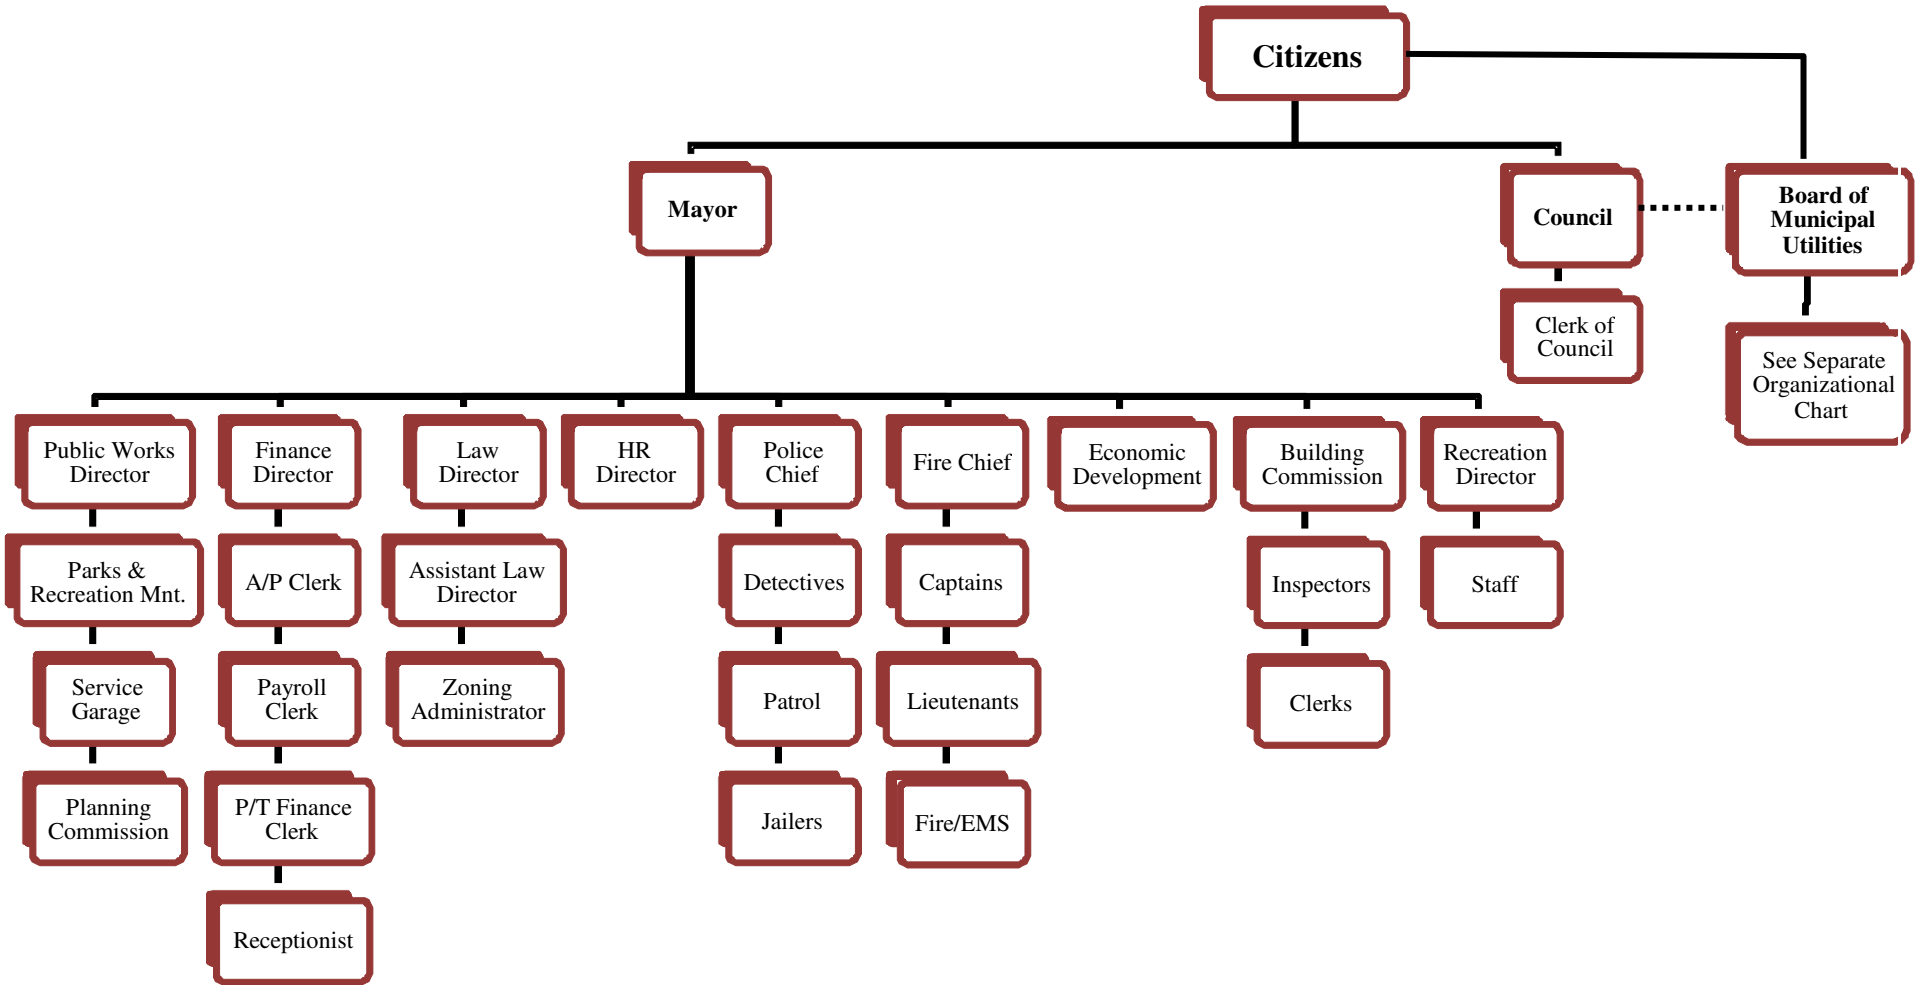 Citizens
Mayor
Council
Board of
Municipal
Utilities
Clerk of
Council
See Separate
Organizational
Chart
Public Works
Director
Finance
Director
Law
Director
HR
Director
Police
Chief
Fire Chief
Economic
Development
Building
Commission
Recreation
Director
Parks &
Recreation Mnt.
A/P Clerk
Assistant Law
Director
Detectives
Captains
Inspectors
Staff
Service
Garage
Payroll
Clerk
Zoning
Administrator
Patrol
Lieutenants
Clerks
Planning
Commission
P/T Finance
Clerk
Jailers
Fire/EMS
Receptionist